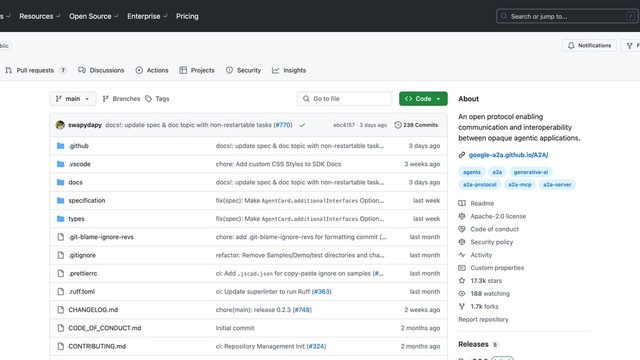 s Resources Open Source Enterprise Pricing Search or jump to... /
blic Notifications F
Pull requests 7 Discussions Actions Projects Security Insights
main Branches Tags Go to file Code
swapydapy docs!: update spec & doc topic with non-restartable tasks (#770) ebc4157 · 3 days ago 238 Commits
.github docs!: update spec & doc topic with non-restartable task... 3 days ago
.vscode chore: Add custom CSS Styles to SDK Docs 3 weeks ago
docs docs!: update spec & doc topic with non-restartable task... 3 days ago
specification fix(spec): Make AgentCard.additionalInterfaces Option... last week
types fix(spec): Make AgentCard.additionalInterfaces Option... last week
.git-blame-ignore-revs chore: add .git-blame-ignore-revs for formatting commit (... last month
.gitignore refactor: Remove Samples/Demo/test directories and cha... last month
.prettierrc ci: Add .jscpd.json for copy-paste ignore on samples (#... last month
.ruff.toml ci: Update superlinter to run Ruff (#363) last month
CHANGELOG.md chore(main): release 0.2.3 (#748) 2 weeks ago
CODE_OF_CONDUCT.md Initial commit 2 months ago
CONTRIBUTING.md ci: Repository Management Init (#324) 2 months ago
About
An open protocol enabling
communication and interoperability
between opaque agentic applications.
google-a2a.github.io/A2A/
agents a2a generative-ai
a2a-protocol a2a-mcp a2a-server
Readme
Apache-2.0 license
Code of conduct
Security policy
Activity
Custom properties
17.3k stars
188 watching
1.7k forks
Report repository
Releases 5